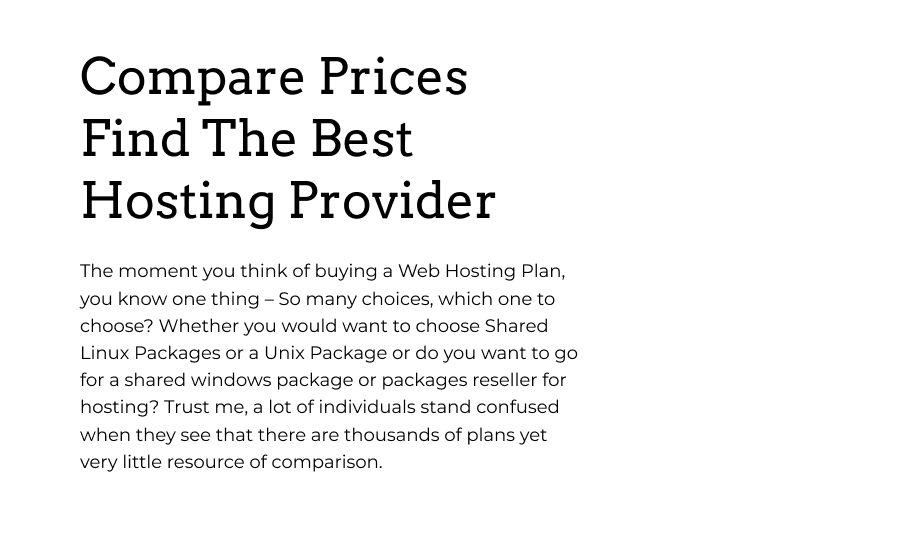 Compare Prices
Find The Best
Hosting Provider
The moment you think of buying a Web Hosting Plan,
you know one thing – So many choices, which one to
choose? Whether you would want to choose Shared
Linux Packages or a Unix Package or do you want to go
for a shared windows package or packages reseller for
hosting? Trust me, a lot of individuals stand confused
when they see that there are thousands of plans yet
very little resource of comparison.